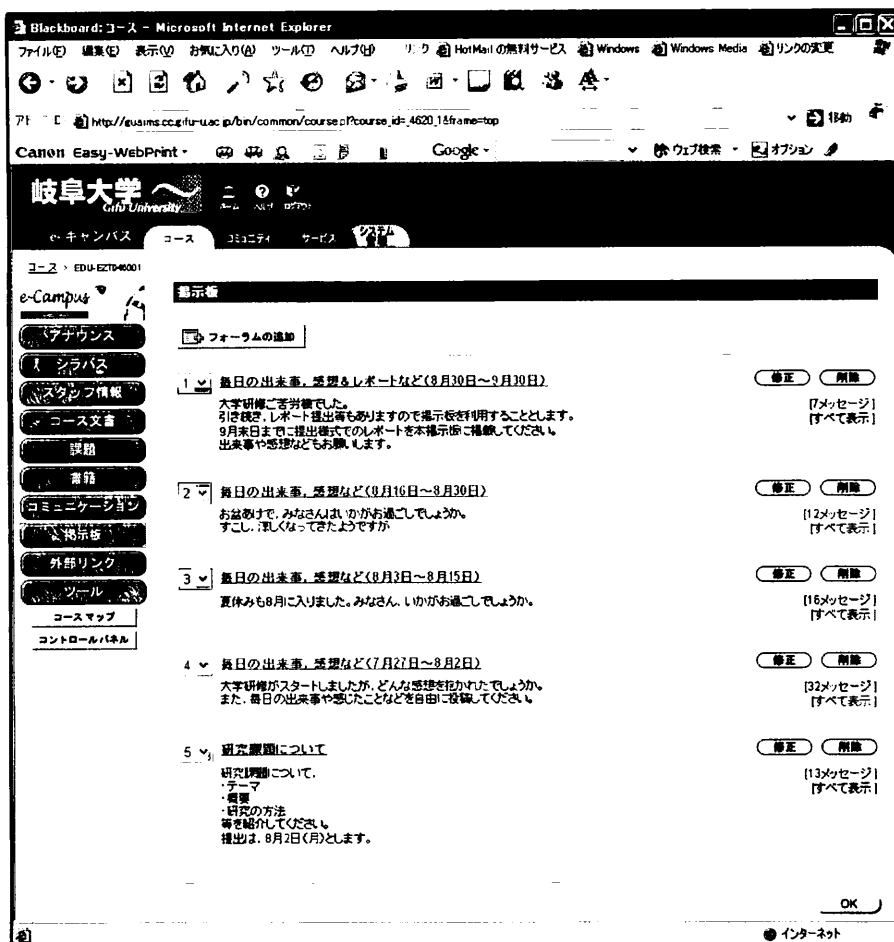 Blackboard: コース - Microsoft Internet Explorer
ファイル(F) 編集(E) 表示(V) お気に入り(A) ツール(T) ヘルプ(H) HotMail の無料サービス Windows Windows Media リンクの変更
http://guaims.cc.gifu-u.ac.jp/bin/common/course.pl?course_id=_4620_1&frame=top 移動
Canon Easy-WebPrint Google ウェブ検索 オプション
岐阜大学
Gifu University
ホーム ヘルプ ログアウト
e-キャンパス コース コミュニティ サービス システム
コース > EDU-EZTD46001
e-Campus
掲示板
アナウンス
シラバス
スタッフ情報
コース文書
課題
書籍
コミュニケーション
掲示板
外部リンク
ツール
コースマップ
コントロールパネル
フォーラムの追加
1 毎日の出来事，感想＆レポートなど(8月30日～9月30日) 修正 削除
大学研修ご苦労様でした。 [7メッセージ]
引き続き，レポート提出等もありますので掲示板を利用することとします。 [すべて表示]
9月末日までに提出様式でのレポートを本掲示板に掲載してください。
出来事や感想などもお願いします。
2 毎日の出来事，感想など(8月16日～8月30日) 修正 削除
お盆あけで，みなさんはいかがお過ごしでしょうか。 [12メッセージ]
すこし，涼しくなってきたようですが [すべて表示]
3 毎日の出来事，感想など(8月3日～8月15日) 修正 削除
夏休みも8月に入りました。みなさん，いかがお過ごしでしょうか。 [16メッセージ]
[すべて表示]
4 毎日の出来事，感想など(7月27日～8月2日) 修正 削除
大学研修がスタートしましたが，どんな感想を抱かれたでしょうか。 [32メッセージ]
また，毎日の出来事や感じたことなどを自由に投稿してください。 [すべて表示]
5 研究課題について 修正 削除
研究課題について， [13メッセージ]
・テーマ [すべて表示]
・概要
・研究の方法
等を紹介してください。
提出は，8月2日(月)とします。
OK
インターネット